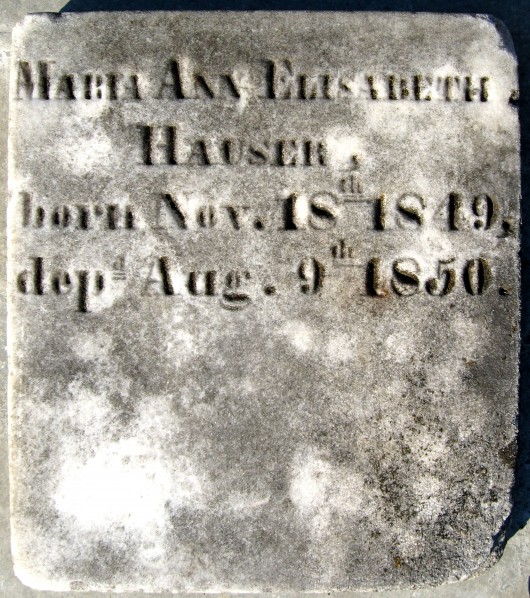 Maria Ann Elisabeth
Hauser,
born Nov. 18th 1849,
depd Aug. 9th 1850.